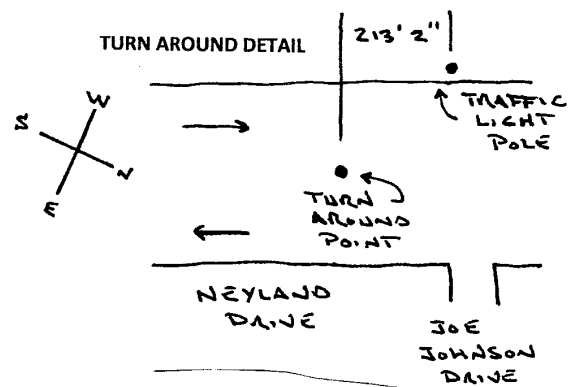 TURN AROUND DETAIL
213' 2"
TRAFFIC
LIGHT
POLE
W
S
N
E
TURN
AROUND
POINT
NEYLAND
DRIVE
JOE
JOHNSON
DRIVE